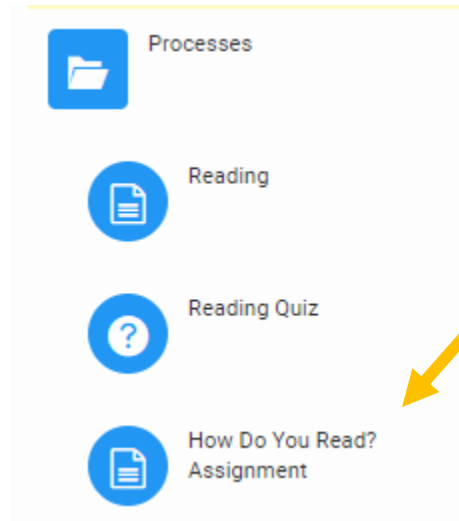 Processes
Reading
Reading Quiz
How Do You Read?
Assignment